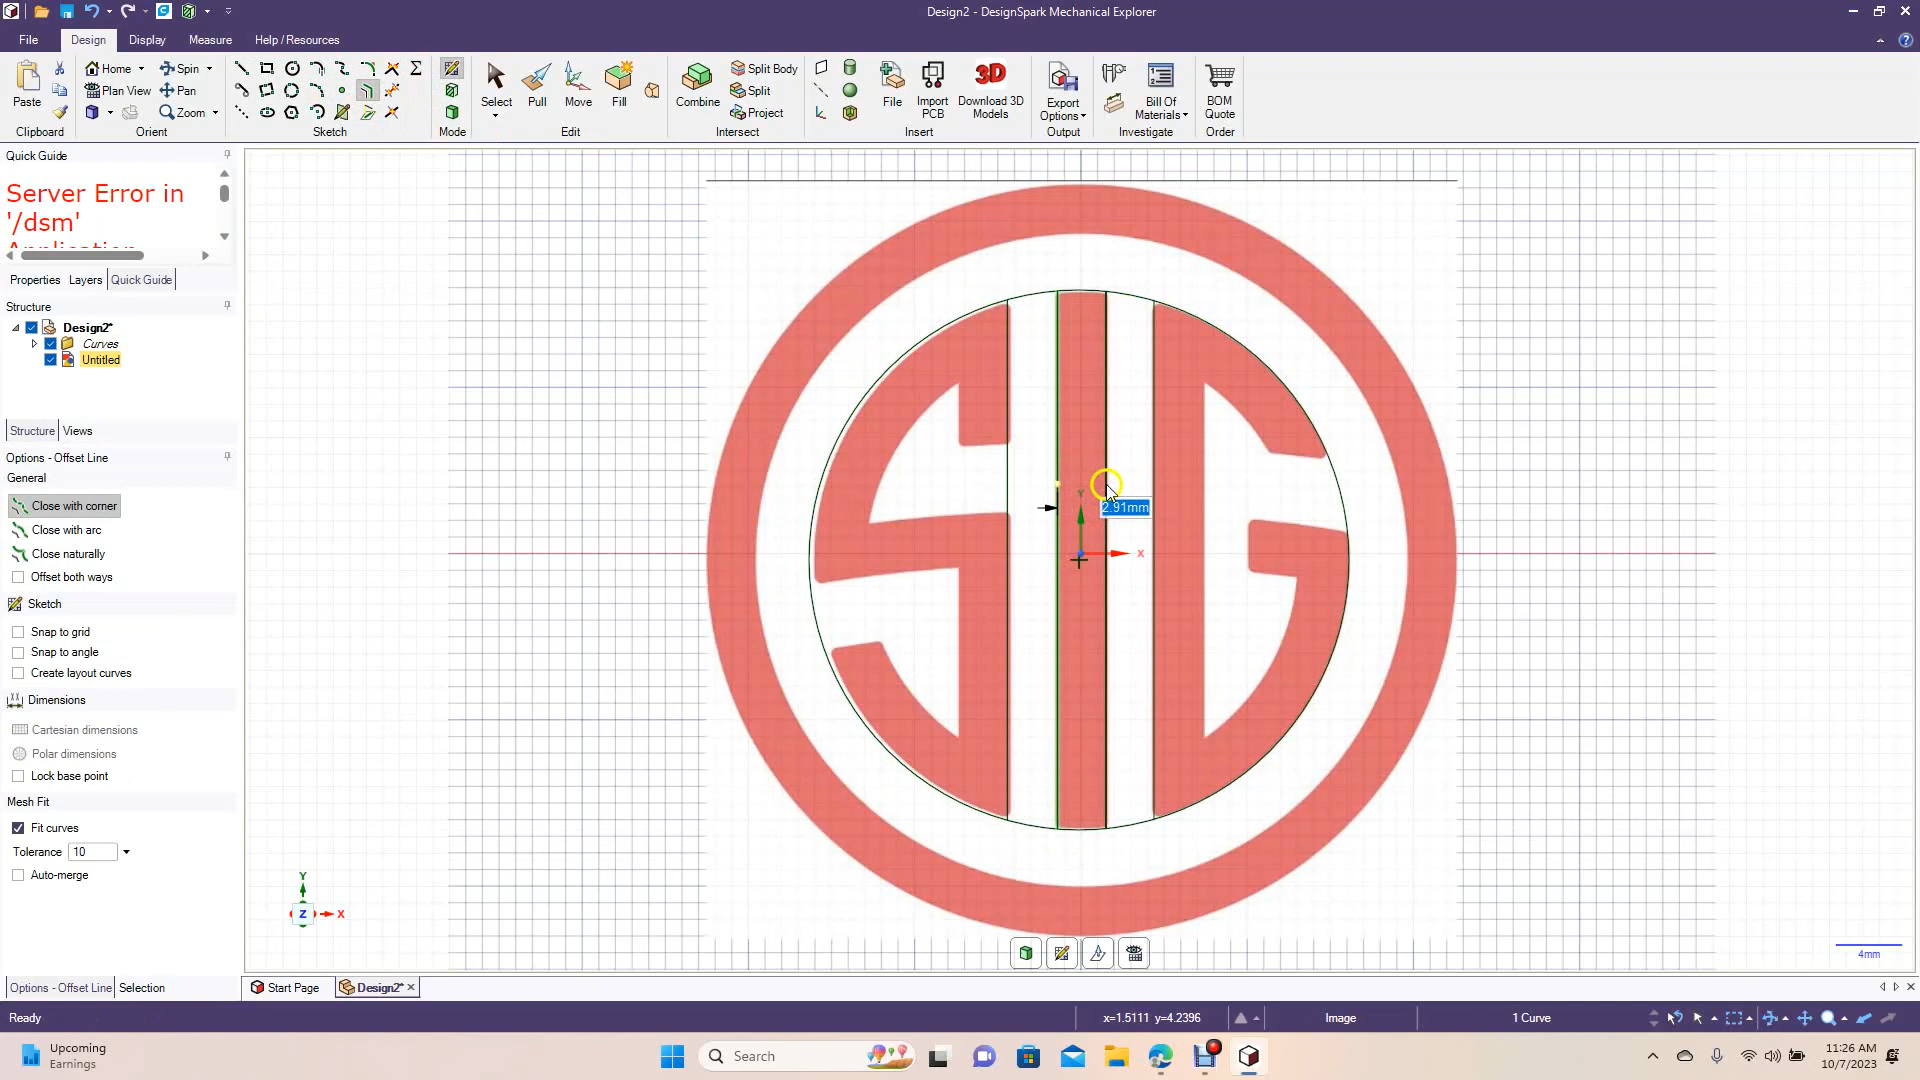 Design2 - DesignSpark Mechanical Explorer
File
Design
Display
Measure
Help / Resources
Paste
Home
Plan View
Spin
Pan
Zoom
Select
Pull
Move
Fill
Combine
Split Body
Split
Project
File
Import PCB
Download 3D Models
Export Options
Bill Of Materials
BOM Quote
Clipboard
Orient
Sketch
Mode
Edit
Intersect
Insert
Output
Investigate
Order
Quick Guide
Server Error in
'/dsm'
Application
Properties
Layers
Quick Guide
Structure
Design2*
Curves
Untitled
Structure
Views
Options - Offset Line
General
Close with corner
Close with arc
Close naturally
Offset both ways
Sketch
Snap to grid
Snap to angle
Create layout curves
Dimensions
Cartesian dimensions
Polar dimensions
Lock base point
Mesh Fit
Fit curves
Tolerance 10
Auto-merge
SIG
2.91mm
Y
X
Y
Z
X
4mm
Options - Offset Line
Selection
Start Page
Design2*
Ready
x=1.5111 y=4.2396
Image
1 Curve
Upcoming
Earnings
Search
11:26 AM
10/7/2023